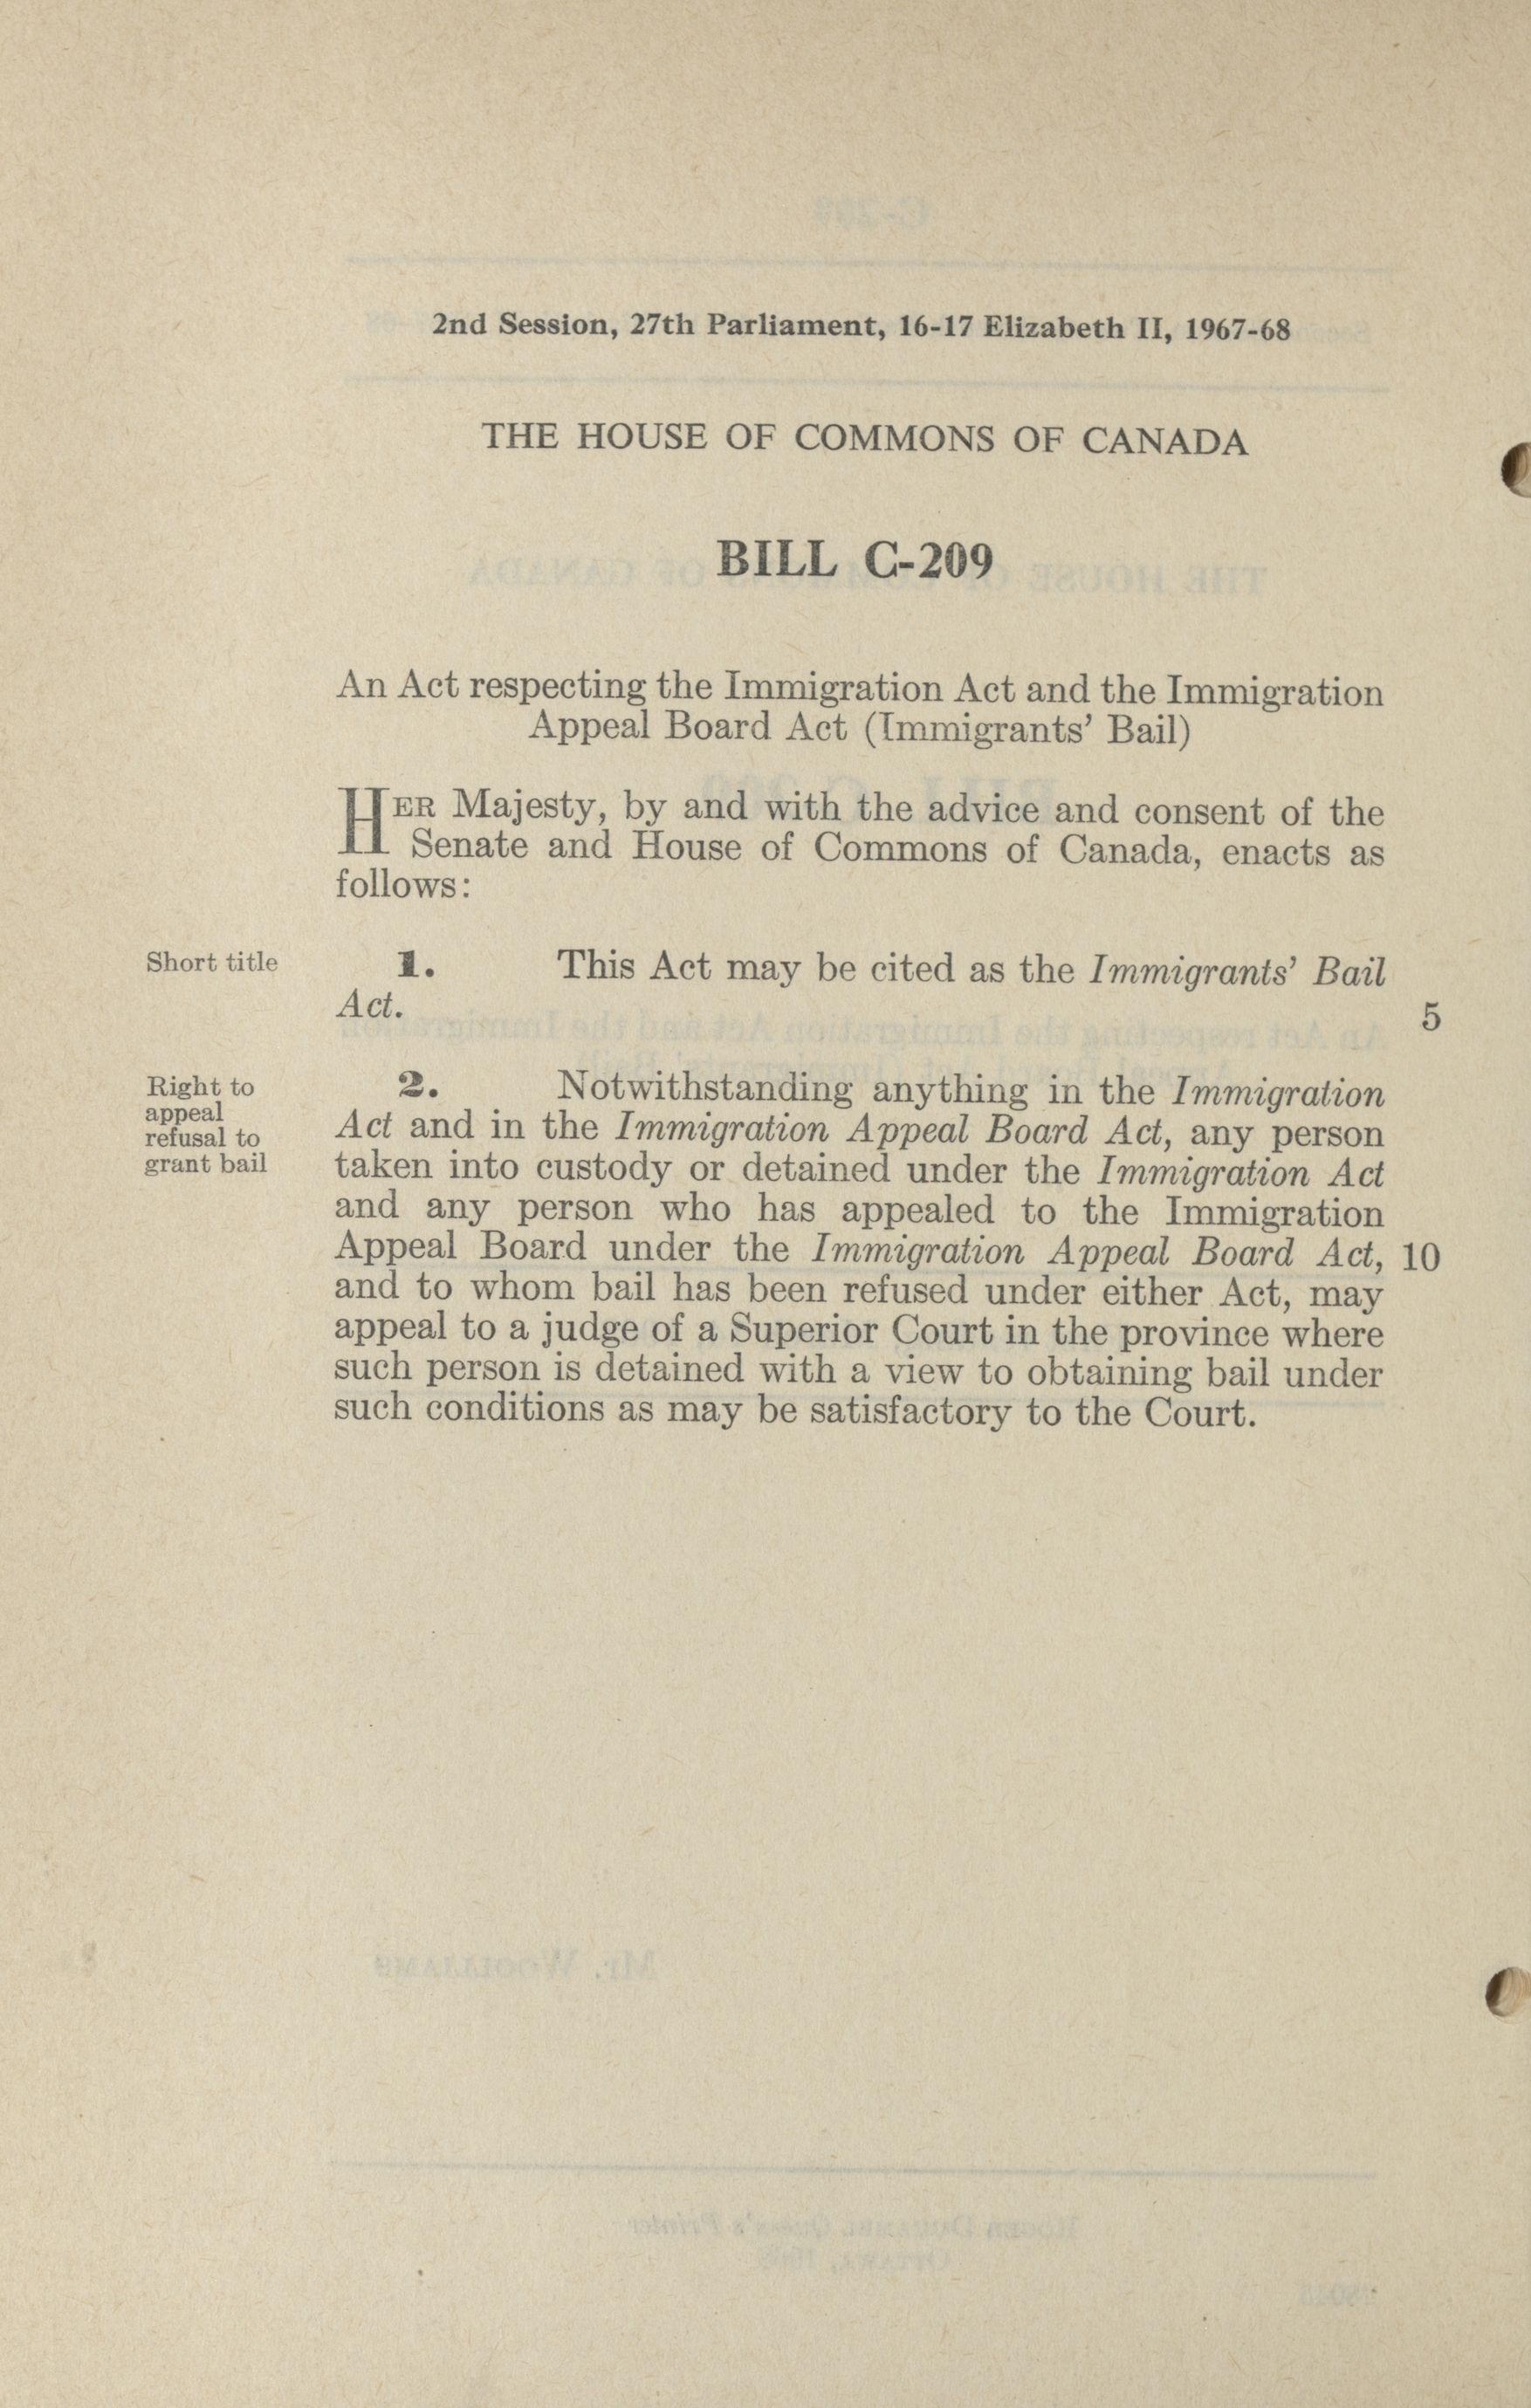 2nd Session, 27th Parliament, 16-17 Elizabeth II, 1967-68
THE HOUSE OF COMMONS OF CANADA
BILL C-209
An Act respecting the Immigration Act and the Immigration
Appeal Board Act (Immigrants' Bail)
HER Majesty, by and with the advice and consent of the
Senate and House of Commons of Canada, enacts as
follows:
Short title
1. This Act may be cited as the Immigrants' Bail
Act. 5
Right to
appeal
refusal to
grant bail
2. Notwithstanding anything in the Immigration
Act and in the Immigration Appeal Board Act, any person
taken into custody or detained under the Immigration Act
and any person who has appealed to the Immigration
Appeal Board under the Immigration Appeal Board Act, 10
and to whom bail has been refused under either Act, may
appeal to a judge of a Superior Court in the province where
such person is detained with a view to obtaining bail under
such conditions as may be satisfactory to the Court.